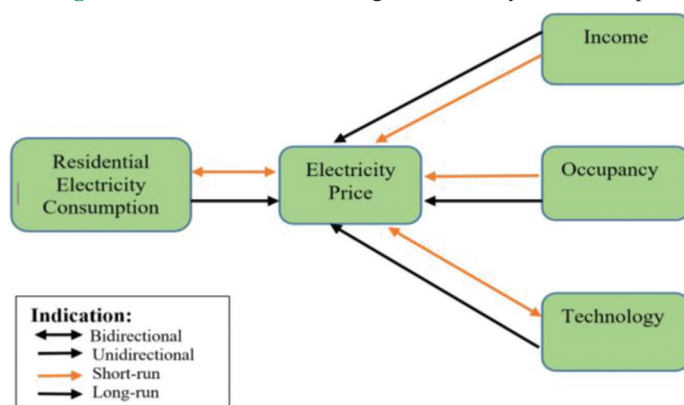 Income
Residential
Electricity
Consumption
Electricity
Price
Occupancy
Technology
Indication:
Bidirectional
Unidirectional
Short-run
Long-run